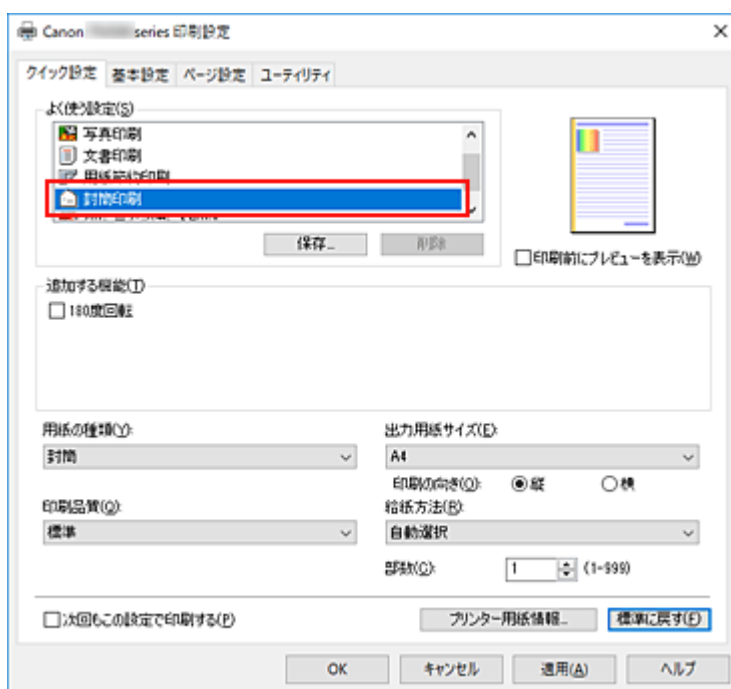 Canon series 印刷設定
クイック設定 基本設定 ページ設定 ユーティリティ
よく使う設定(S)
写真印刷
文書印刷
用紙節約印刷
封筒印刷
保存...
削除
印刷前にプレビューを表示(W)
追加する機能(T)
180度回転
用紙の種類(Y):
封筒
出力用紙サイズ(E):
A4
印刷の向き(O): 縦 横
印刷品質(Q):
標準
給紙方法(R):
自動選択
部数(C): 1 (1-999)
次回もこの設定で印刷する(P)
プリンター用紙情報...
標準に戻す(F)
OK キャンセル 適用(A) ヘルプ